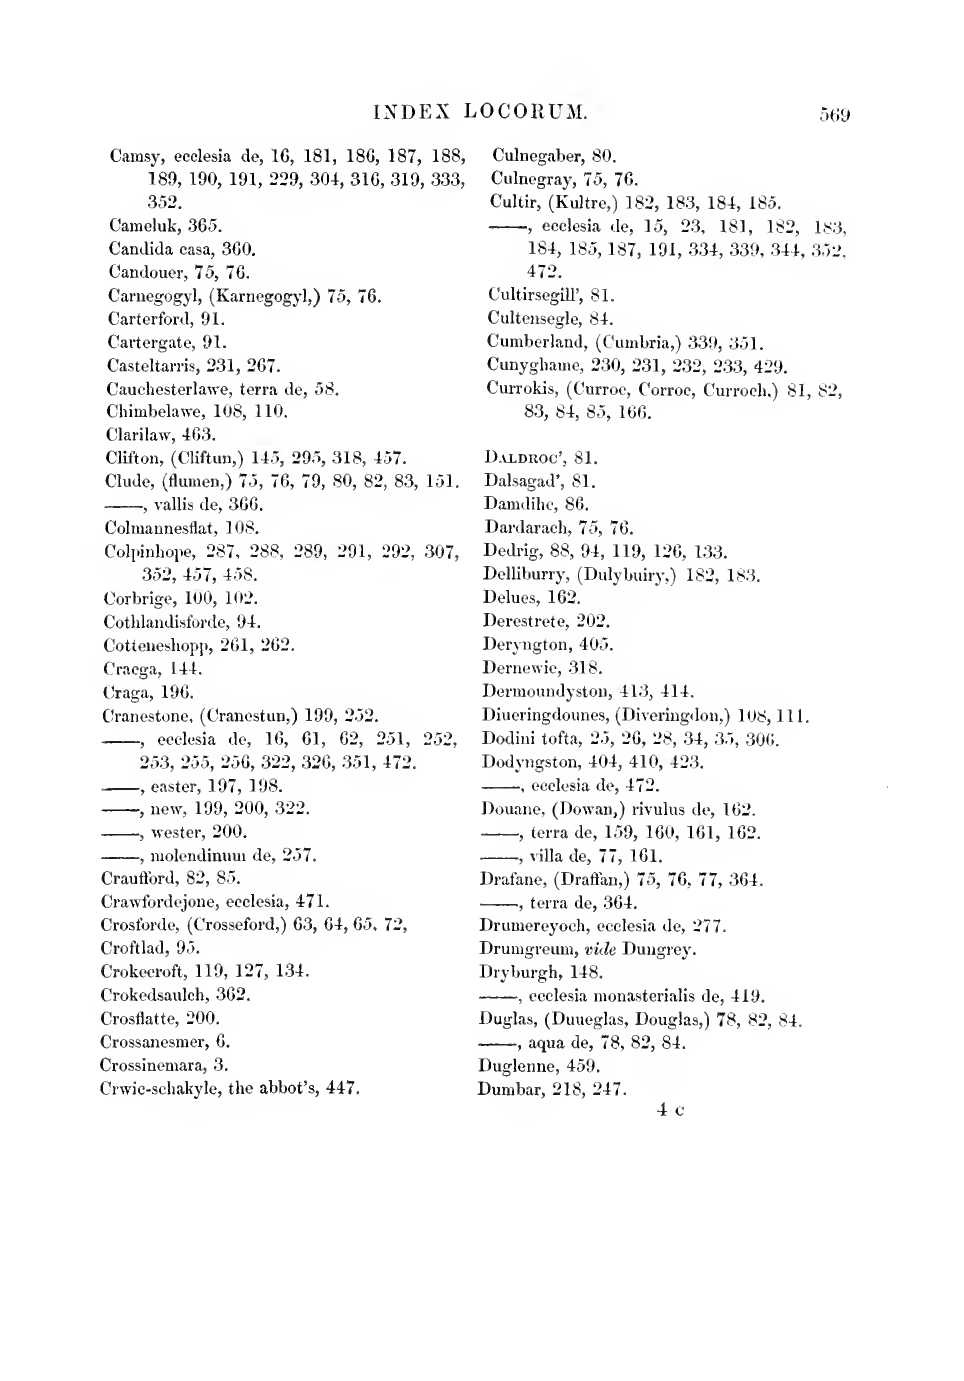 INDEX LOCORUM. 569
Camsy, ecclesia de, 16, 181, 186, 187, 188,
189, 190, 191, 229, 304, 316, 319, 333,
352.
Cameluk, 365.
Candida casa, 360.
Candouer, 75, 76.
Carnegogyl, (Karnegogyl,) 75, 76.
Carterford, 91.
Cartergate, 91.
Casteltarris, 231, 267.
Cauchesterlawe, terra de, 58.
Chimbelawe, 108, 110.
Clarilaw, 463.
Clifton, (Cliftun,) 145, 295, 318, 457.
Clude, (flumen,) 75, 76, 79, 80, 82, 83, 151.
——, vallis de, 366.
Colmannesflat, 108.
Colpinhope, 287, 288, 289, 291, 292, 307,
352, 457, 458.
Corbrige, 100, 102.
Cothlandisforde, 94.
Cotteneshopp, 261, 262.
Craega, 144.
Craga, 196.
Cranestone, (Cranestun,) 199, 252.
——, ecclesia de, 16, 61, 62, 251, 252,
253, 255, 256, 322, 326, 351, 472.
——, easter, 197, 198.
——, new, 199, 200, 322.
——, wester, 200.
——, molendinum de, 257.
Craufford, 82, 85.
Crawfordejone, ecclesia, 471.
Crosforde, (Crosseford,) 63, 64, 65, 72,
Croftlad, 95.
Crokecroft, 119, 127, 134.
Crokedsaulch, 362.
Crosflatte, 200.
Crossanesmer, 6.
Crossinemara, 3.
Crwic-schakyle, the abbot's, 447.
Culnegaber, 80.
Culnegray, 75, 76.
Cultir, (Kultre,) 182, 183, 184, 185.
——, ecclesia de, 15, 23, 181, 182, 183,
184, 185, 187, 191, 334, 339, 344, 352,
472.
Cultirsegill', 81.
Cultensegle, 84.
Cumberland, (Cumbria,) 339, 351.
Cunyghame, 230, 231, 232, 233, 429.
Currokis, (Curroc, Corroc, Curroch,) 81, 82,
83, 84, 85, 166.
DALDROC', 81.
Dalsagad', 81.
Damdihc, 86.
Dardarach, 75, 76.
Dedrig, 88, 94, 119, 126, 133.
Delliburry, (Dulybuiry,) 182, 183.
Delues, 162.
Derestrete, 202.
Deryngton, 405.
Dernewic, 318.
Dermoundyston, 413, 414.
Diueringdounes, (Diveringdon,) 108, 111.
Dodini tofta, 25, 26, 28, 34, 35, 306.
Dodyngston, 404, 410, 423.
——, ecclesia de, 472.
Douane, (Dowan,) rivulus de, 162.
——, terra de, 159, 160, 161, 162.
——, villa de, 77, 161.
Drafane, (Draffan,) 75, 76, 77, 364.
——, terra de, 364.
Drumereyoch, ecclesia de, 277.
Drumgreum, vide Dungrey.
Dryburgh, 148.
——, ecclesia monasterialis de, 419.
Duglas, (Duueglas, Douglas,) 78, 82, 84.
——, aqua de, 78, 82, 84.
Duglenne, 459.
Dumbar, 218, 247.
4 c